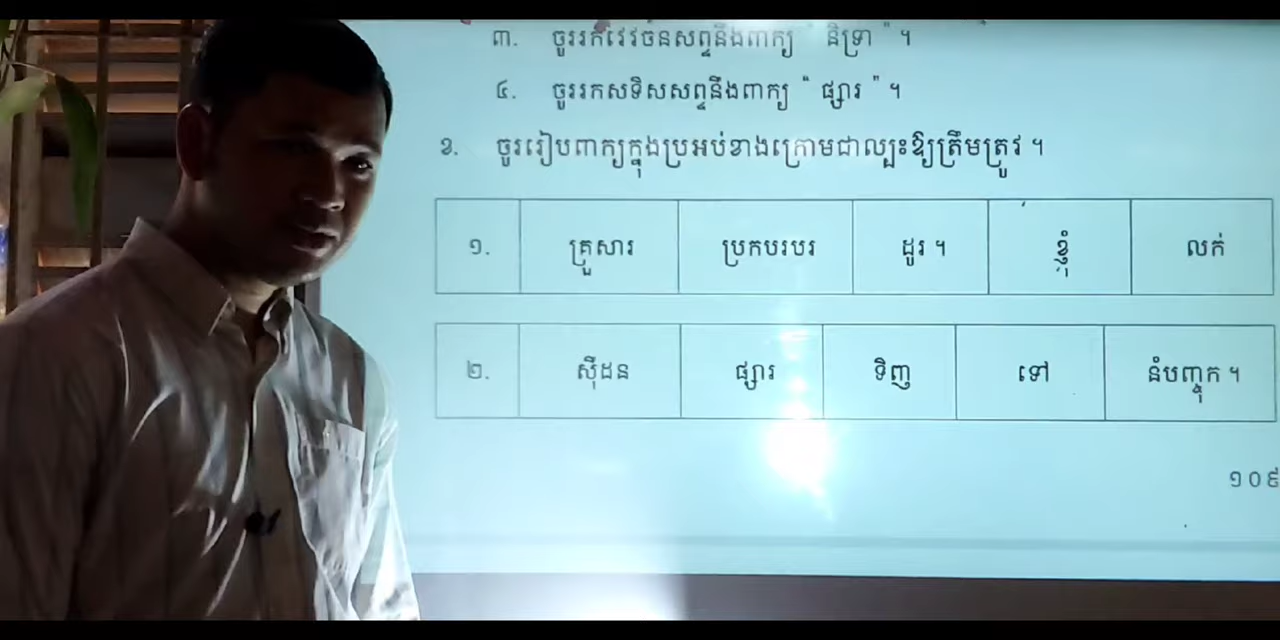 ៣. ចូររកវេវចនសព្ទនឹងពាក្យ " និទ្រា " ។
៤. ចូររកសទិសសព្ទនឹងពាក្យ " ផ្សារ " ។
ខ. ចូររៀបពាក្យក្នុងប្រអប់ខាងក្រោមជាល្បះឱ្យត្រឹមត្រូវ ។
១. គ្រួសារ ប្រកបរបរ ដូរ ។ ខ្ញុំ លក់
២. ស៊ីដន ផ្សារ ទិញ ទៅ នំបញ្ចុក ។
១០៩